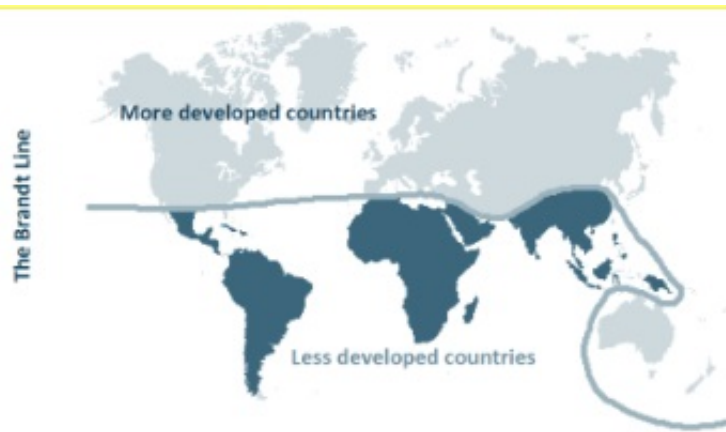 The Brandt Line
More developed countries
Less developed countries